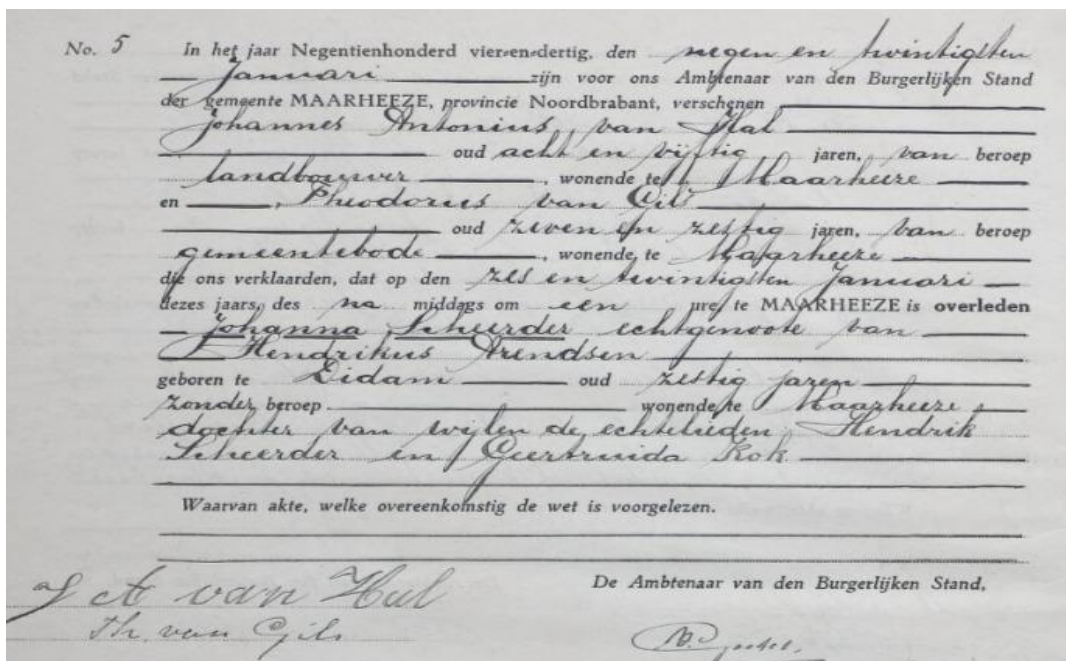 No. 5 In het jaar Negentienhonderd vier-en-dertig, den negen en twintigsten
Januari zijn voor ons Ambtenaar van den Burgerlijken Stand
der gemeente MAARHEEZE, provincie Noordbrabant, verschenen
Johannes Antonius, van Hal
oud acht en vijftig jaren, van beroep
landbouwer, wonende te Maarheeze
en, Theodorus van Gils
oud zeven en zestig jaren, van beroep
gemeentebode, wonende te Maarheeze
die ons verklaarden, dat op den zes en twintigsten Januari
dezes jaars, des na middags om een ure, te MAARHEEZE is overleden
Johanna Scheerder echtgenoote van
Hendrikus Arendsen
geboren te Didam oud zestig jaren
zonder beroep wonende te Maarheeze,
dochter van wijlen de echtelieden Hendrik
Scheerder en Geertruida Kok
Waarvan akte, welke overeenkomstig de wet is voorgelezen.
De Ambtenaar van den Burgerlijken Stand,
J A van Hal
Th. van Gils